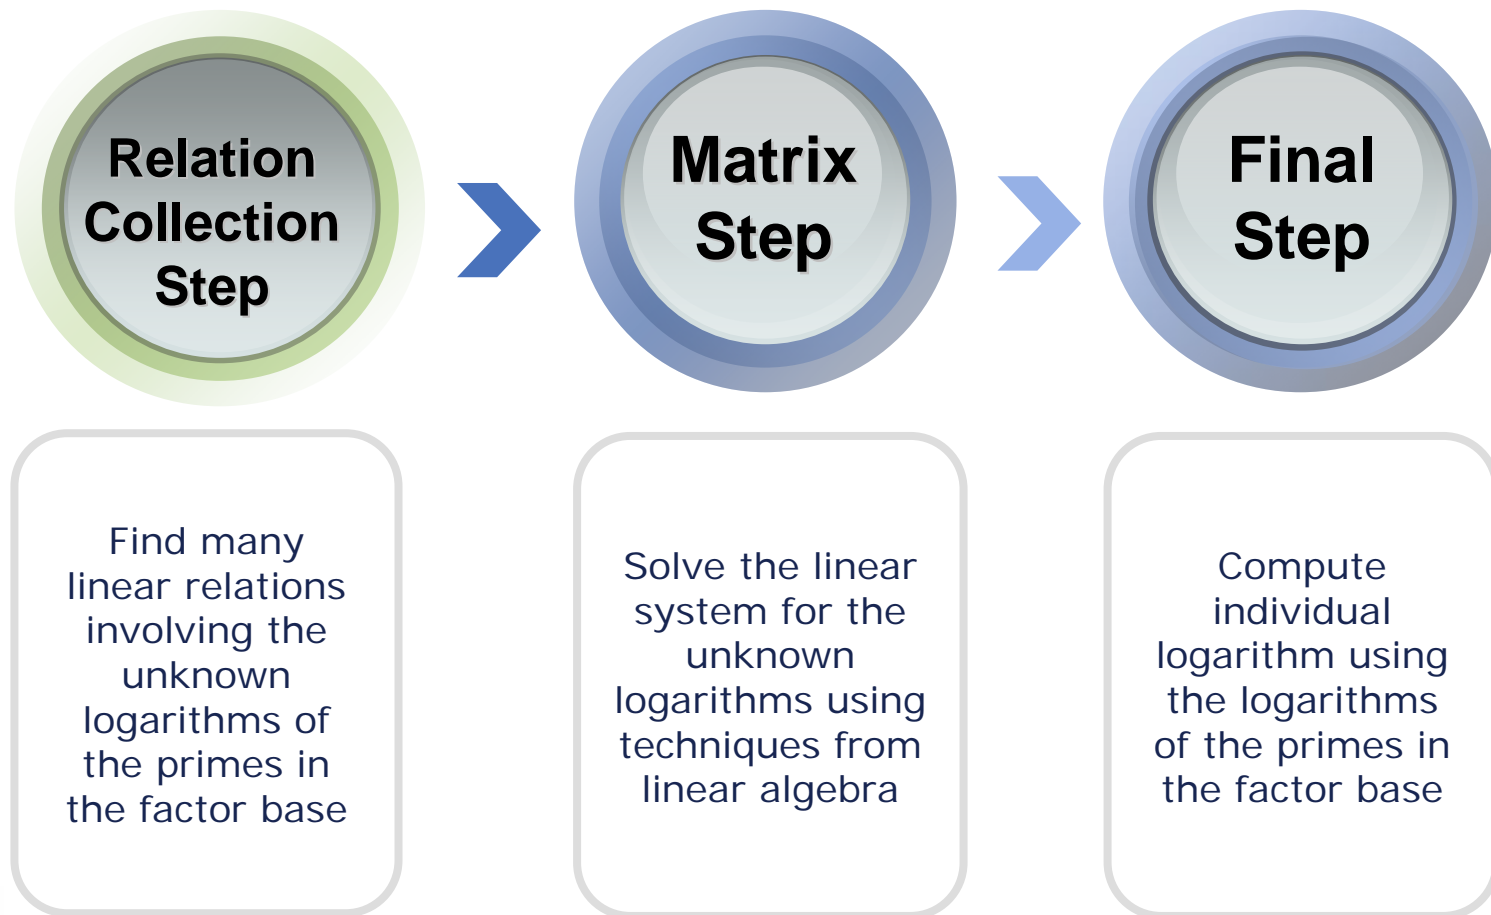 Relation
Collection
Step
Matrix
Step
Final
Step
Find many
linear relations
involving the
unknown
logarithms of
the primes in
the factor base
Solve the linear
system for the
unknown
logarithms using
techniques from
linear algebra
Compute
individual
logarithm using
the logarithms
of the primes in
the factor base